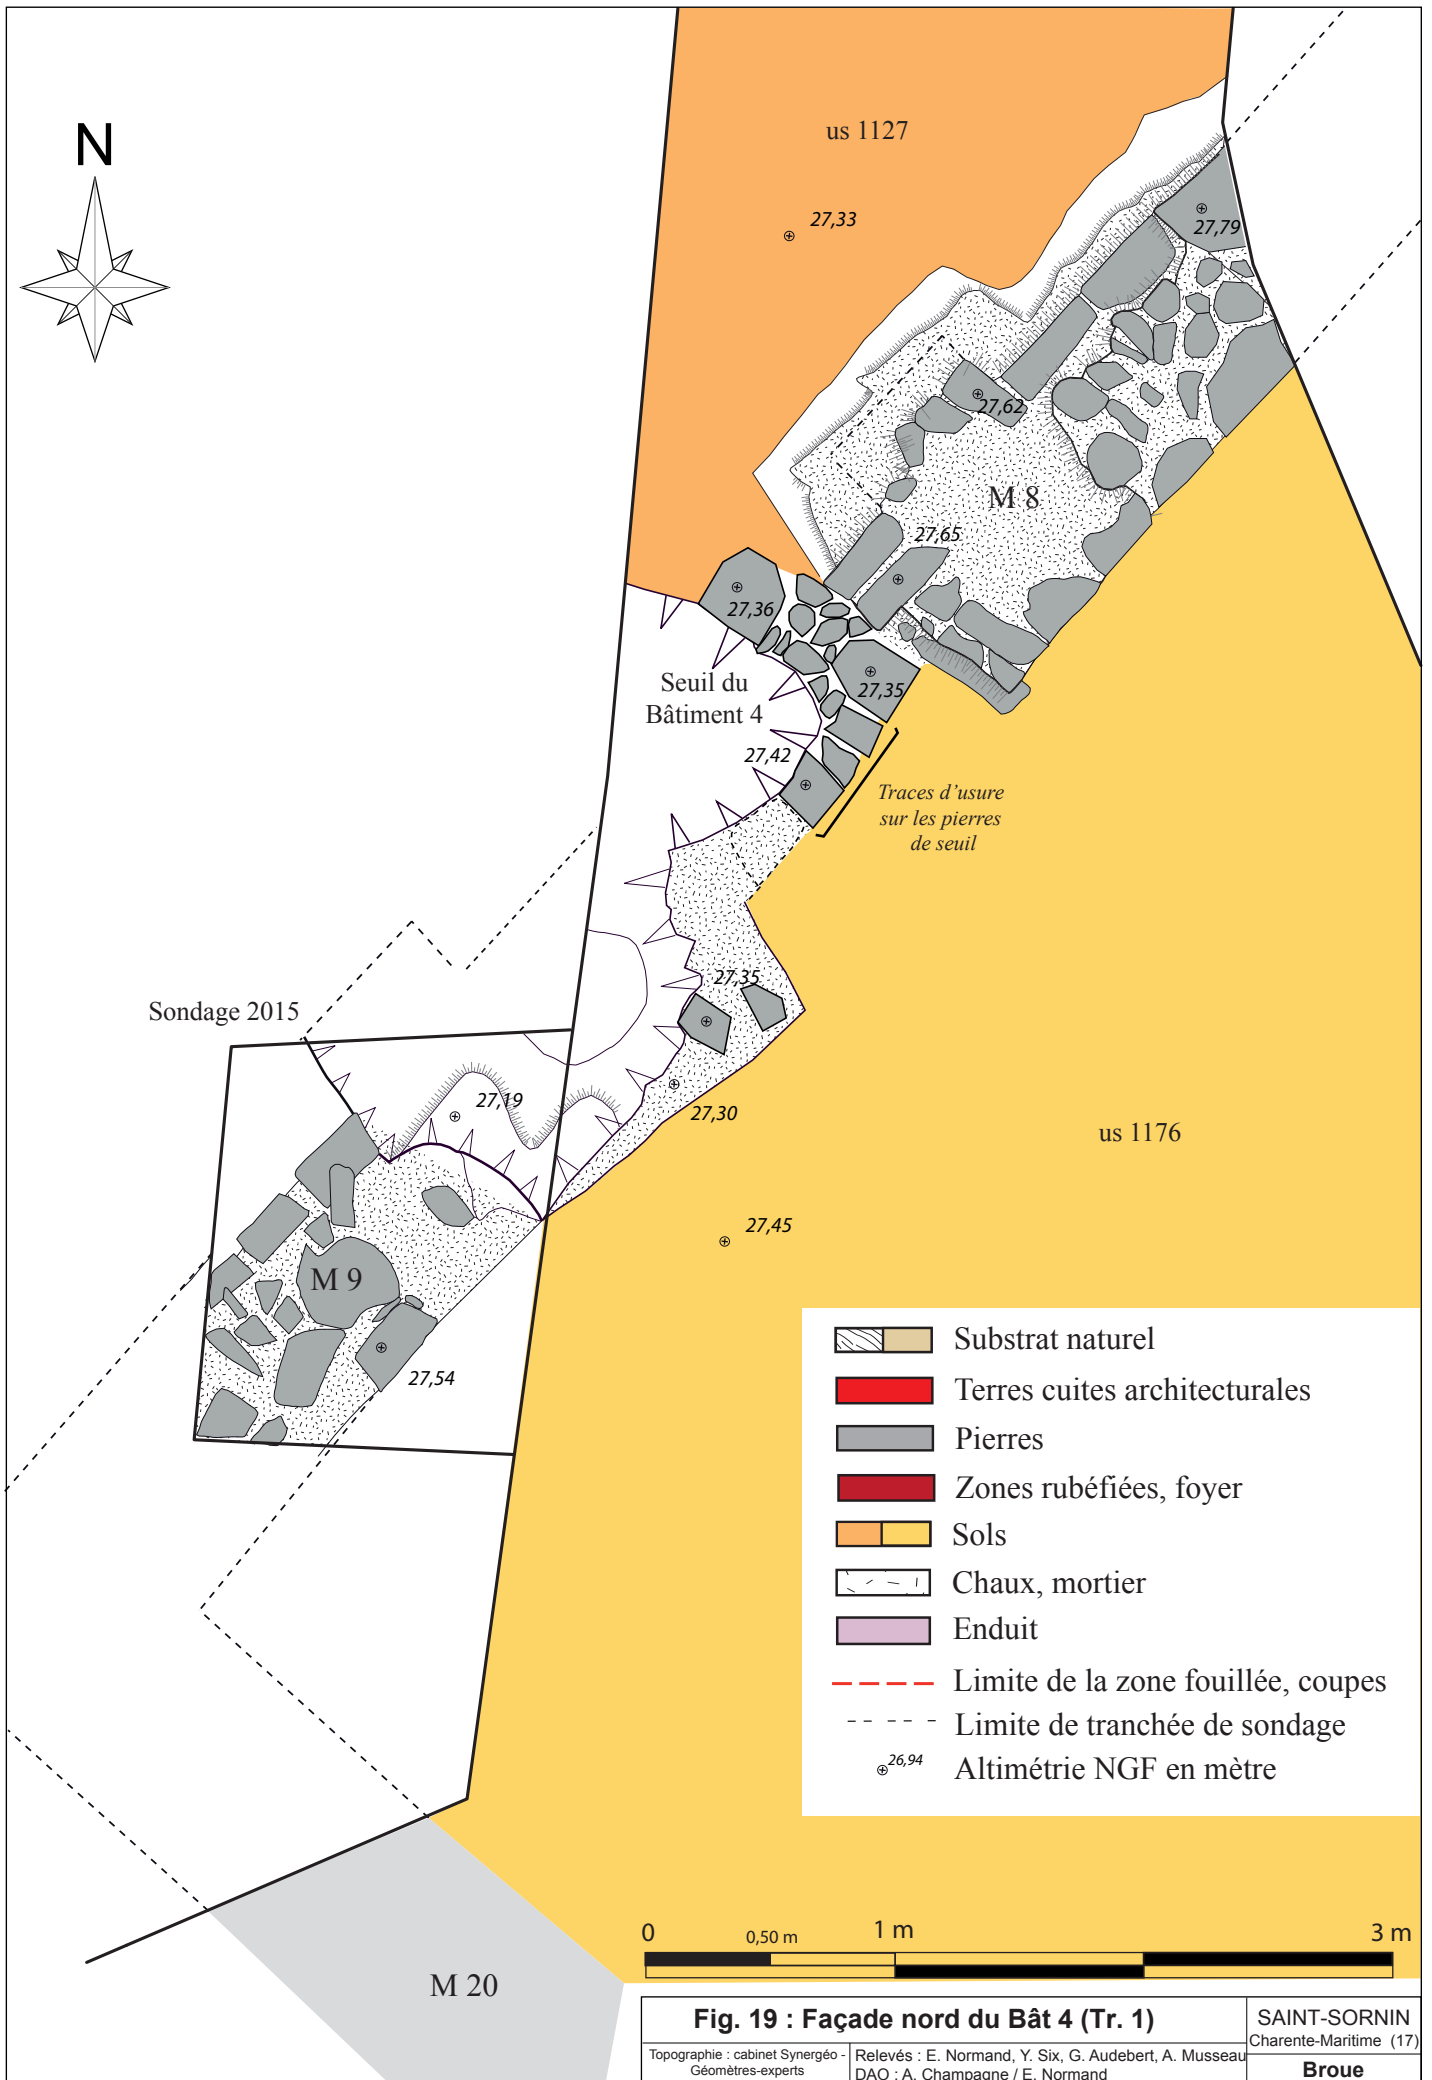 N
us 1127
27,33
27,79
27,62
M 8
27,65
27,36
Seuil du
Bâtiment 4
27,35
27,42
Traces d’usure
sur les pierres
de seuil
Sondage 2015
27,35
27,19
27,30
us 1176
27,45
M 9
27,54
Substrat naturel
Terres cuites architecturales
Pierres
Zones rubéfiées, foyer
Sols
Chaux, mortier
Enduit
Limite de la zone fouillée, coupes
Limite de tranchée de sondage
26,94 Altimétrie NGF en mètre
0 0,50 m 1 m 3 m
M 20
Fig. 19 : Façade nord du Bât 4 (Tr. 1)
SAINT-SORNIN
Charente-Maritime (17)
Topographie : cabinet Synergéo -
Géomètres-experts
Relevés : E. Normand, Y. Six, G. Audebert, A. Musseau
DAO : A. Champagne / E. Normand
Broue